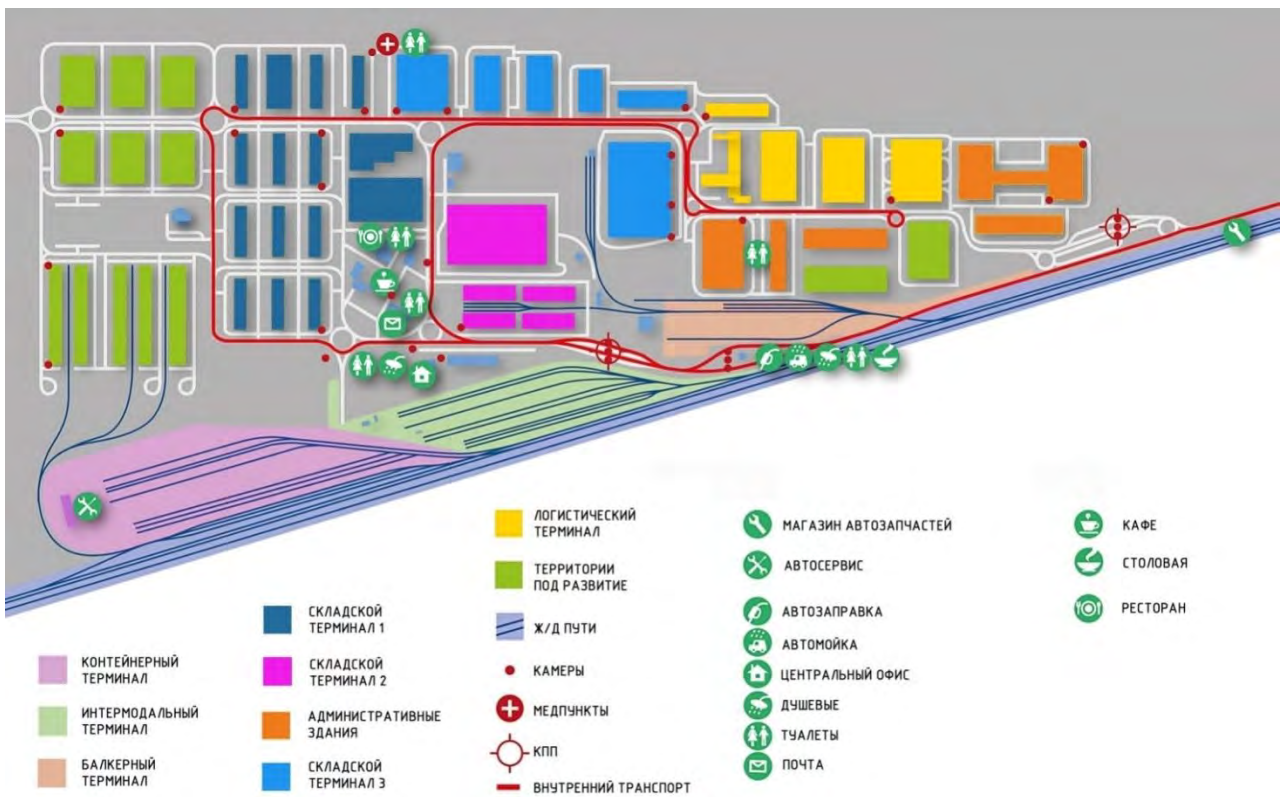 КОНТЕЙНЕРНЫЙ
ТЕРМИНАЛ
ИНТЕРМОДАЛЬНЫЙ
ТЕРМИНАЛ
БАЛКЕРНЫЙ
ТЕРМИНАЛ
СКЛАДСКОЙ
ТЕРМИНАЛ 1
СКЛАДСКОЙ
ТЕРМИНАЛ 2
АДМИНИСТРАТИВНЫЕ
ЗДАНИЯ
СКЛАДСКОЙ
ТЕРМИНАЛ 3
ЛОГИСТИЧЕСКИЙ
ТЕРМИНАЛ
ТЕРРИТОРИИ
ПОД РАЗВИТИЕ
Ж/Д ПУТИ
КАМЕРЫ
МЕДПУНКТЫ
КПП
ВНУТРЕННИЙ ТРАНСПОРТ
МАГАЗИН АВТОЗАПЧАСТЕЙ
АВТОСЕРВИС
АВТОЗАПРАВКА
АВТОМОЙКА
ЦЕНТРАЛЬНЫЙ ОФИС
ДУШЕВЫЕ
ТУАЛЕТЫ
ПОЧТА
КАФЕ
СТОЛОВАЯ
РЕСТОРАН